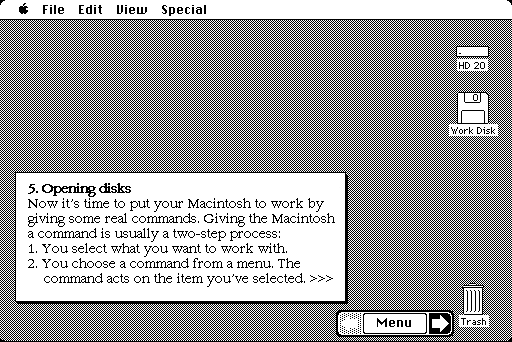 File Edit View Special
HD 20
Work Disk
5. Opening disks
Now it's time to put your Macintosh to work by
giving some real commands. Giving the Macintosh
a command is usually a two-step process:
1. You select what you want to work with.
2. You choose a command from a menu. The
command acts on the item you've selected. >>>
Menu
Trash